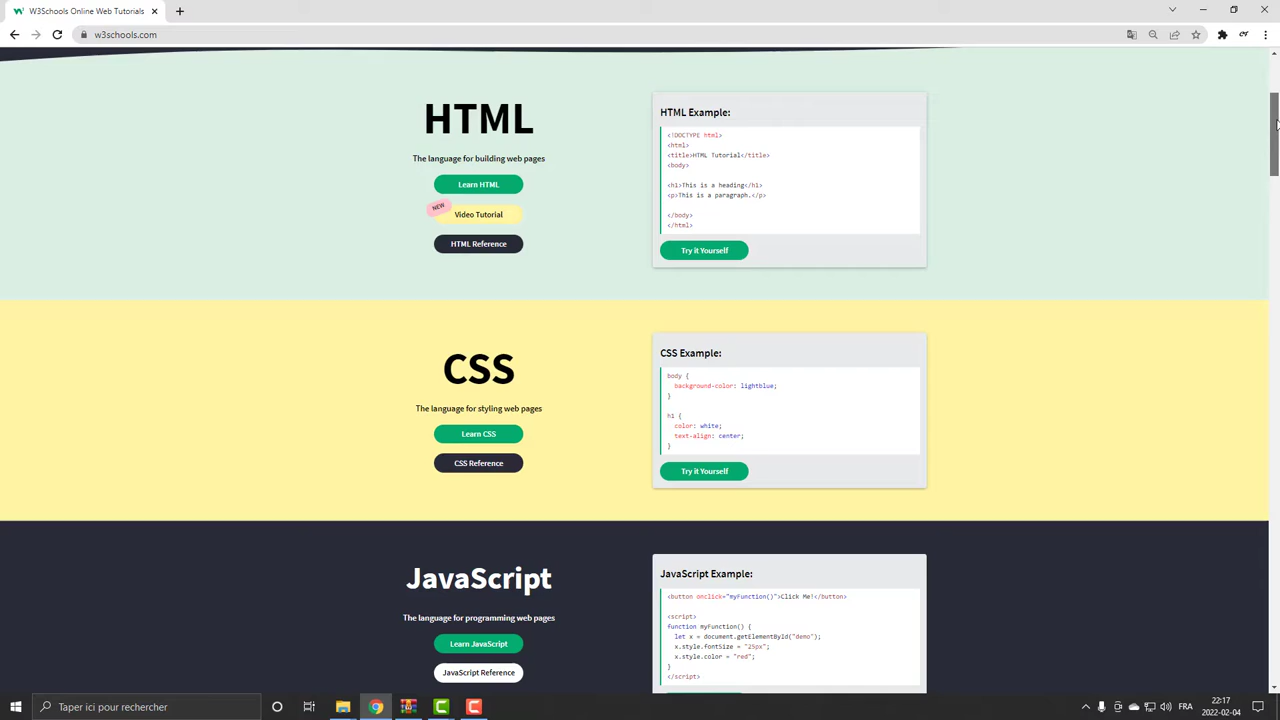 W3Schools Online Web Tutorials
w3schools.com
HTML
The language for building web pages
Learn HTML
NEW
Video Tutorial
HTML Reference
HTML Example:
<!DOCTYPE html>
<html>
<title>HTML Tutorial</title>
<body>
<h1>This is a heading</h1>
<p>This is a paragraph.</p>
</body>
</html>
Try it Yourself
CSS
The language for styling web pages
Learn CSS
CSS Reference
CSS Example:
body {
background-color: lightblue;
}
h1 {
color: white;
text-align: center;
}
Try it Yourself
JavaScript
The language for programming web pages
Learn JavaScript
JavaScript Reference
JavaScript Example:
<button onclick="myFunction()">Click Me!</button>
<script>
function myFunction() {
let x = document.getElementById("demo");
x.style.fontSize = "25px";
x.style.color = "red";
}
</script>
Taper ici pour rechercher
FRA
22:17
2022-02-04